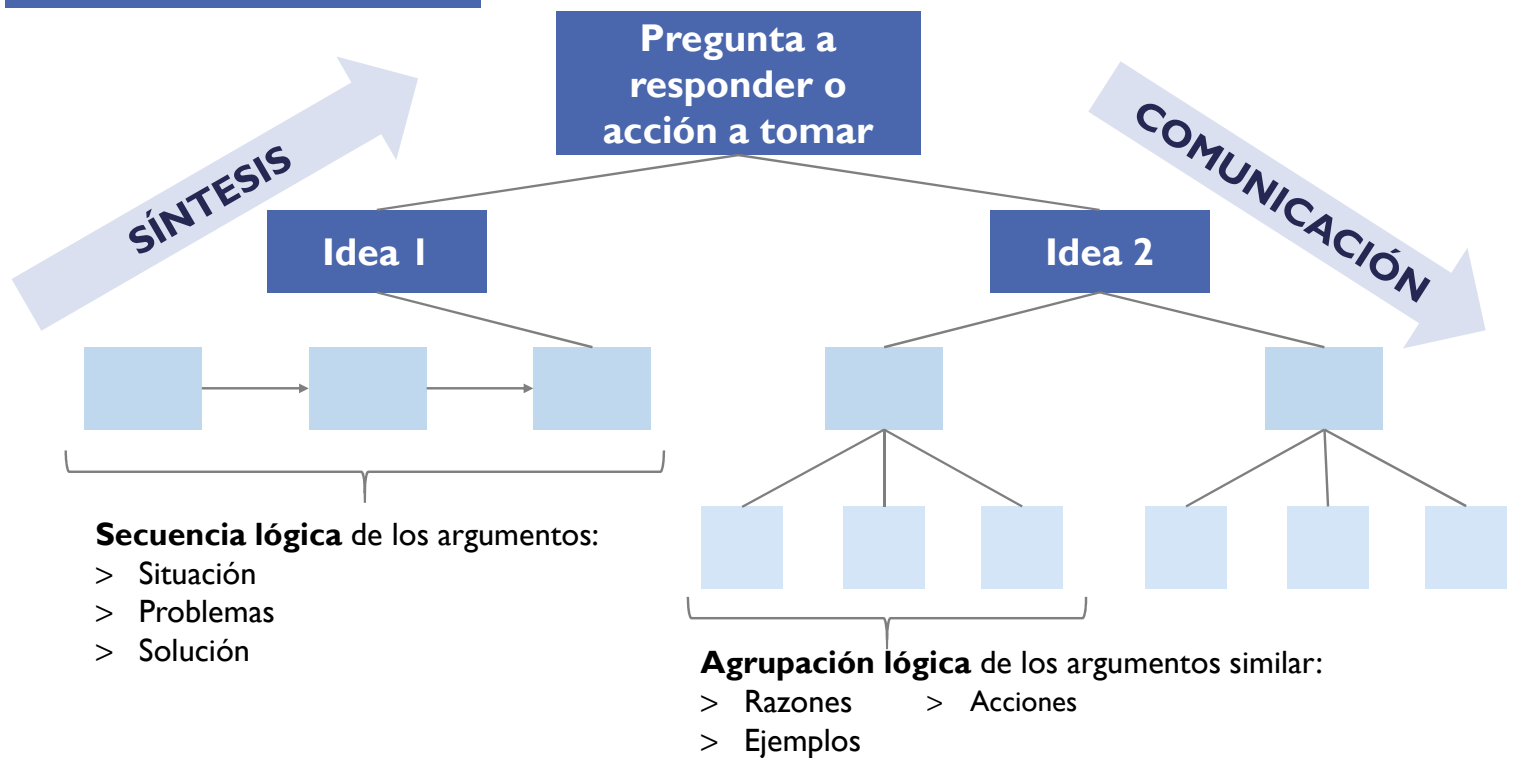 Pregunta a
responder o
acción a tomar
SÍNTESIS
COMUNICACIÓN
Idea 1
Idea 2
Secuencia lógica de los argumentos:
> Situación
> Problemas
> Solución
Agrupación lógica de los argumentos similar:
> Razones > Acciones
> Ejemplos